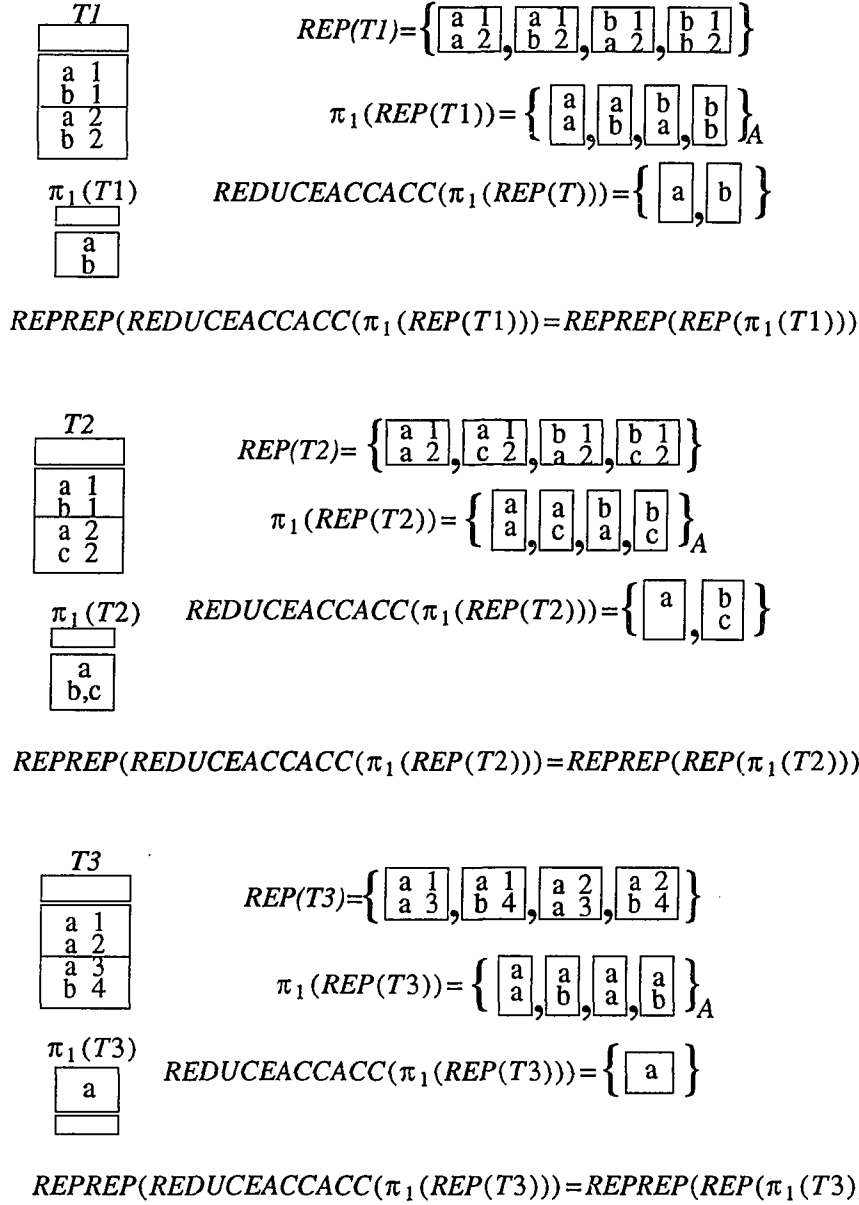 T1
REP(T1)={ a 1 a 2, a 1 b 2, b 1 a 2, b 1 b 2 }
a 1
b 1
a 2
b 2
π1(REP(T1))= { a a, a b, b a, b b }A
π1(T1)
a
b
REDUCEACCACC(π1(REP(T)))={ a, b }
REPREP(REDUCEACCACC(π1(REP(T1)))=REPREP(REP(π1(T1)))
T2
REP(T2)= { a 1 a 2, a 1 c 2, b 1 a 2, b 1 c 2 }
a 1
b 1
a 2
c 2
π1(REP(T2))= { a a, a c, b a, b c }A
π1(T2)
a
b,c
REDUCEACCACC(π1(REP(T2)))={ a, b c }
REPREP(REDUCEACCACC(π1(REP(T2)))=REPREP(REP(π1(T2)))
T3
REP(T3)={ a 1 a 3, a 1 b 4, a 2 a 3, a 2 b 4 }
a 1
a 2
a 3
b 4
π1(REP(T3))= { a a, a b, a a, a b }A
π1(T3)
a
REDUCEACCACC(π1(REP(T3)))={ a }
REPREP(REDUCEACCACC(π1(REP(T3)))=REPREP(REP(π1(T3)